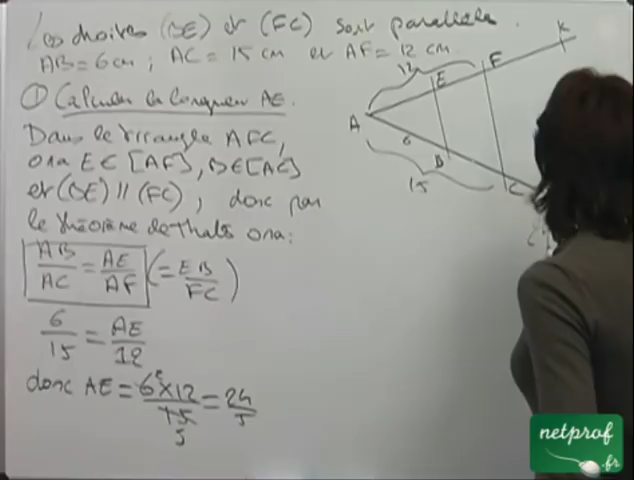 Les droites (BE) et (FC) sont parallèles.
AB = 6 cm ; AC = 15 cm et AF = 12 cm
① Calculer la longueur AE.
Dans le triangle AFC,
on a E ∈ [AF], B ∈ [AC]
et (BE) // (FC), donc par
le théorème de Thalès on a :
AB/AC = AE/AF (= EB/FC)
6/15 = AE/12
donc AE = 6 × 12/15 = 24/5
5
K
12
F
E
A
6
B
15
C
netprof
.fr